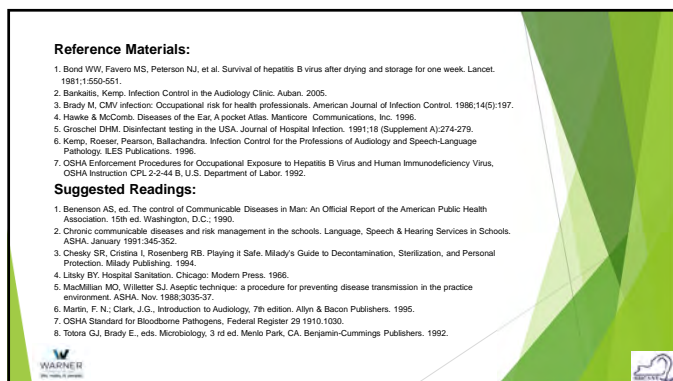 Reference Materials:
1. Bond WW, Favero MS, Peterson NJ, et al. Survival of hepatitis B virus after drying and storage for one week. Lancet.
1981;1:550-551.
2. Bankaitis, Kemp. Infection Control in the Audiology Clinic. Auban. 2005.
3. Brady M, CMV infection: Occupational risk for health professionals. American Journal of Infection Control. 1986;14(5):197.
4. Hawke & McComb. Diseases of the Ear, A pocket Atlas. Manticore Communications, Inc. 1996.
5. Groschel DHM. Disinfectant testing in the USA. Journal of Hospital Infection. 1991;18 (Supplement A):274-279.
6. Kemp, Roeser, Pearson, Ballachandra. Infection Control for the Professions of Audiology and Speech-Language
Pathology. ILES Publications. 1996.
7. OSHA Enforcement Procedures for Occupational Exposure to Hepatitis B Virus and Human Immunodeficiency Virus,
OSHA Instruction CPL 2-2-44 B, U.S. Department of Labor. 1992.
Suggested Readings:
1. Benenson AS, ed. The control of Communicable Diseases in Man: An Official Report of the American Public Health
Association. 15th ed. Washington, D.C.; 1990.
2. Chronic communicable diseases and risk management in the schools. Language, Speech & Hearing Services in Schools.
ASHA. January 1991:345-352.
3. Chesky SR, Cristina I, Rosenberg RB. Playing it Safe. Milady's Guide to Decontamination, Sterilization, and Personal
Protection. Milady Publishing. 1994.
4. Litsky BY. Hospital Sanitation. Chicago: Modern Press. 1966.
5. MacMillian MO, Willetter SJ. Aseptic technique: a procedure for preventing disease transmission in the practice
environment. ASHA. Nov. 1988;3035-37.
6. Martin, F. N.; Clark, J.G., Introduction to Audiology, 7th edition. Allyn & Bacon Publishers. 1995.
7. OSHA Standard for Bloodborne Pathogens, Federal Register 29 1910.1030.
8. Totora GJ, Brady E., eds. Microbiology, 3 rd ed. Menlo Park, CA. Benjamin-Cummings Publishers. 1992.
WARNER